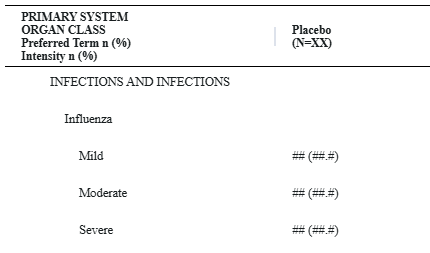 PRIMARY SYSTEM
ORGAN CLASS
Preferred Term n (%)
Intensity n (%)
Placebo
(N=XX)
INFECTIONS AND INFECTIONS
Influenza
Mild ## (##.#)
Moderate ## (##.#)
Severe ## (##.#)